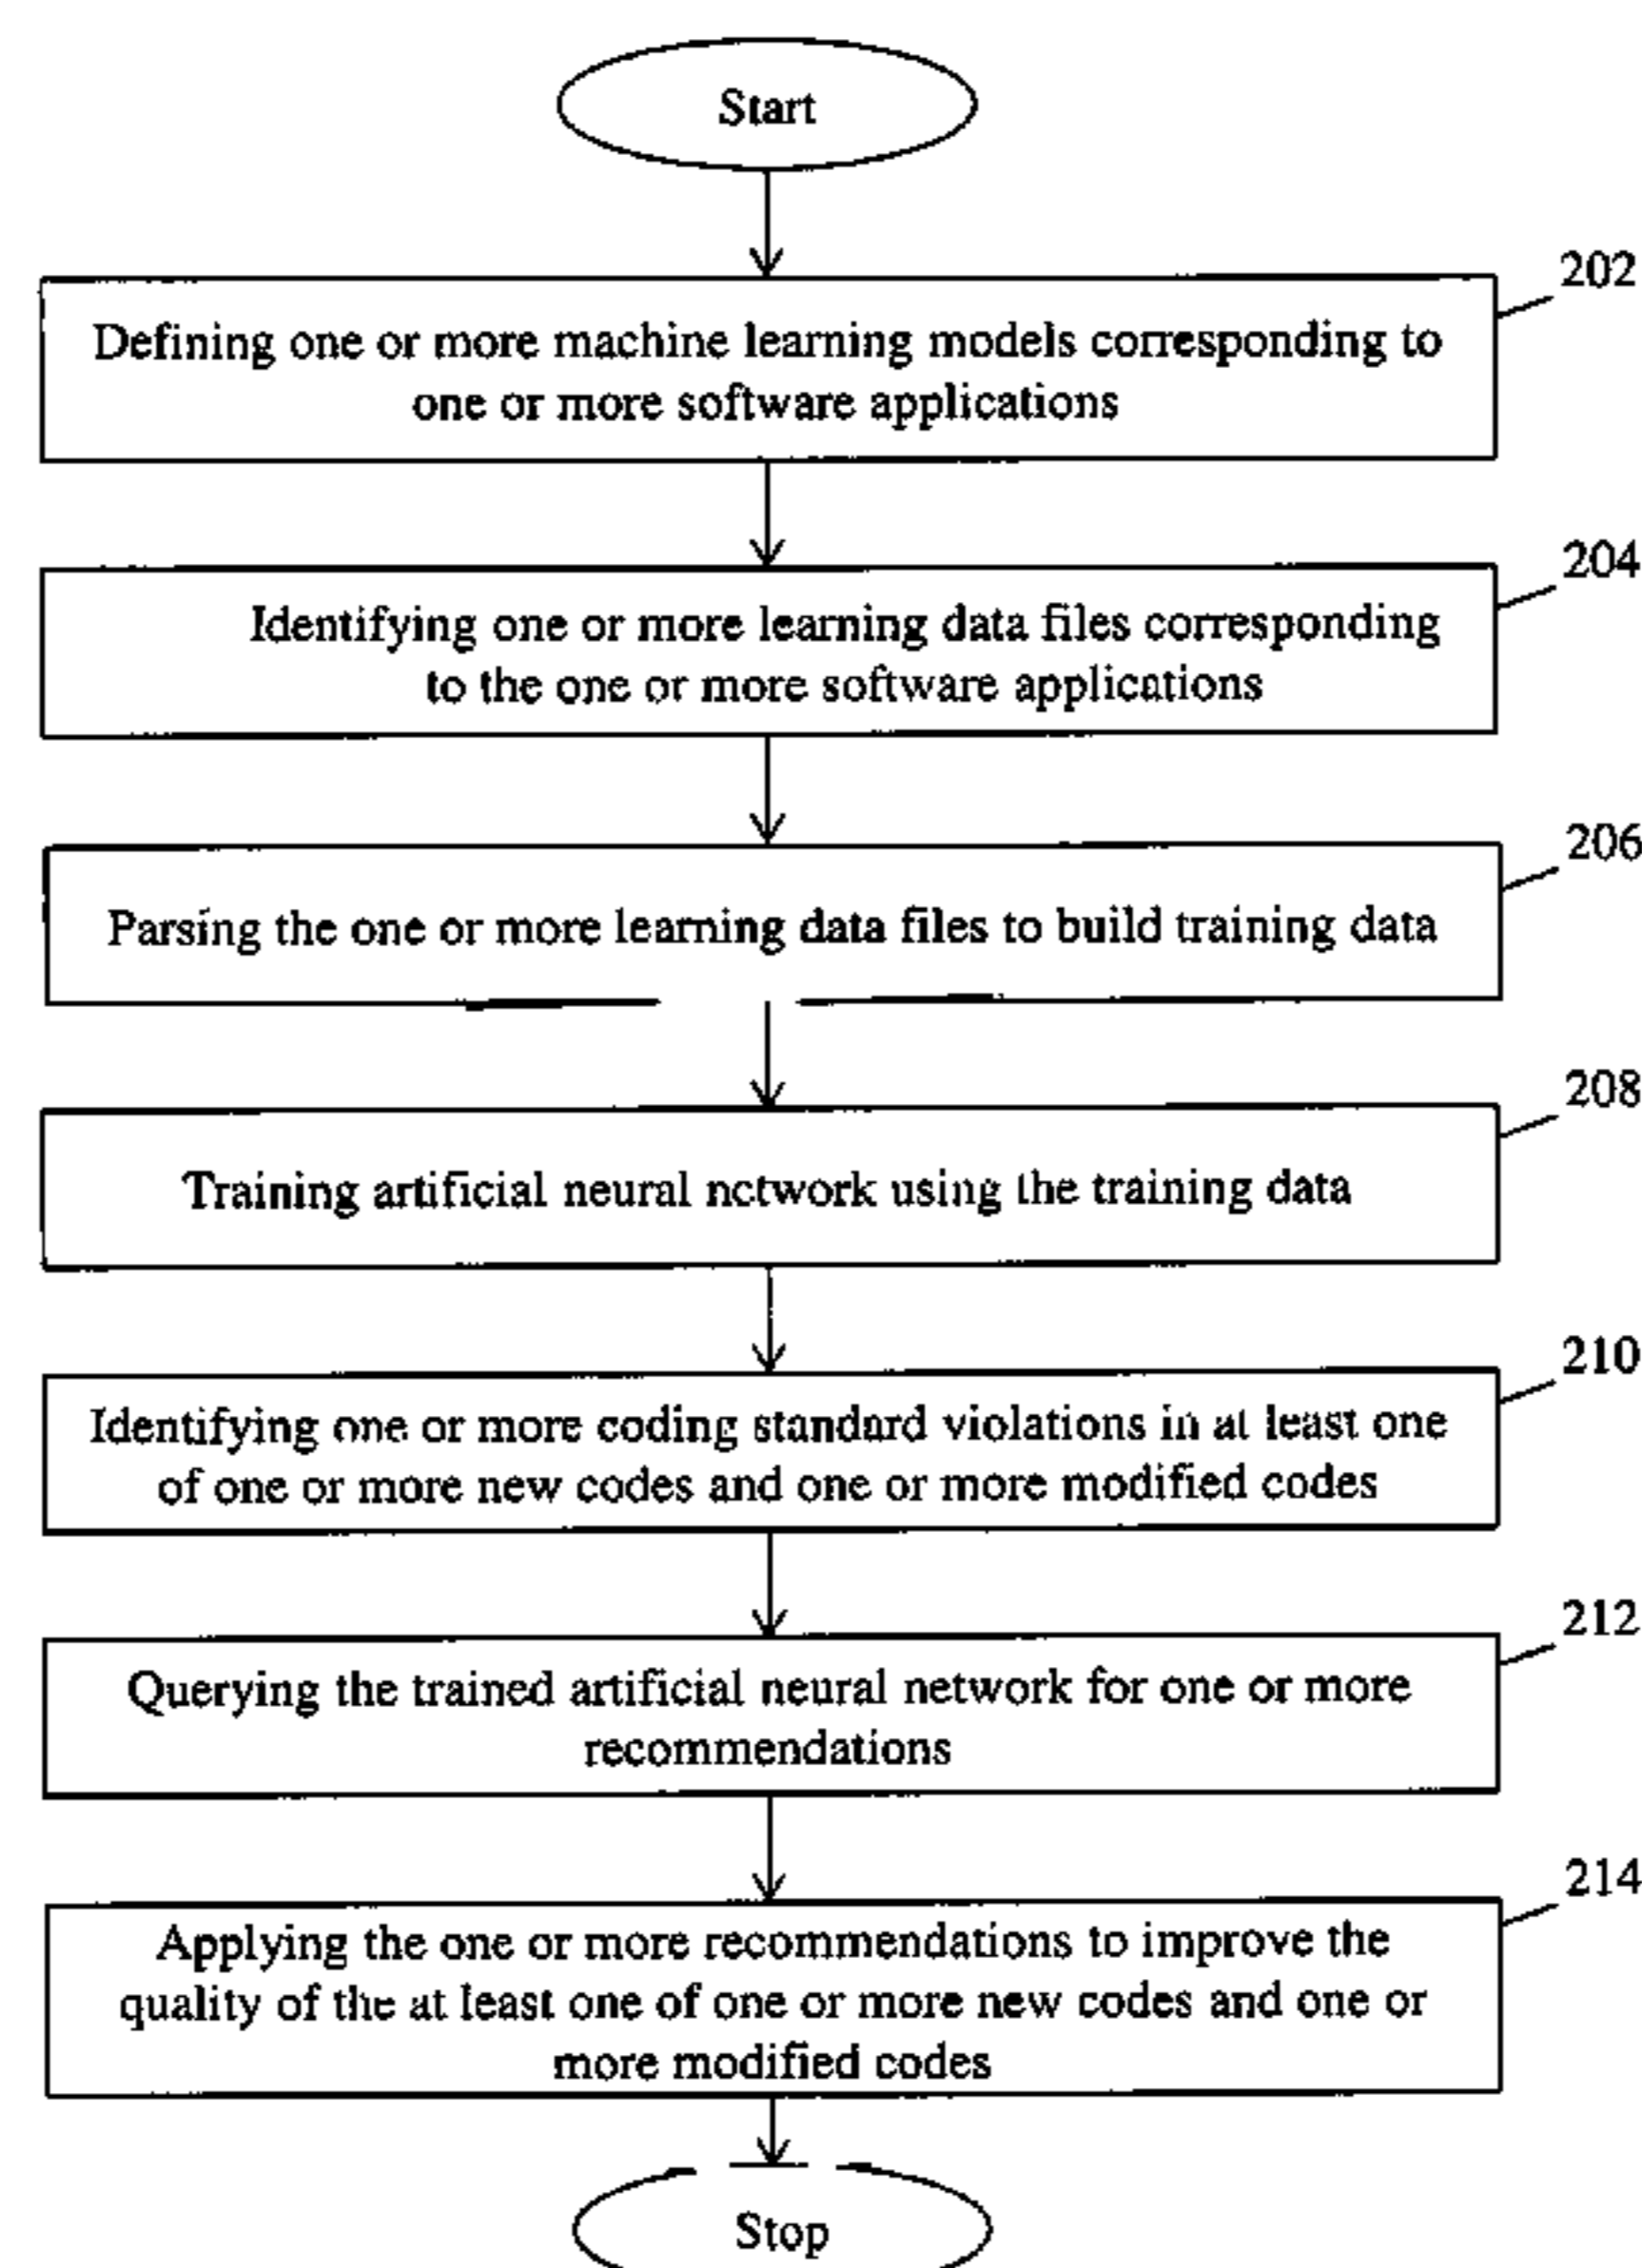 Start
202
Defining one or more machine learning models corresponding to
one or more software applications
204
Identifying one or more learning data files corresponding
to the one or more software applications
206
Parsing the one or more learning data files to build training data
208
Training artificial neural network using the training data
210
Identifying one or more coding standard violations in at least one
of one or more new codes and one or more modified codes
212
Querying the trained artificial neural network for one or more
recommendations
214
Applying the one or more recommendations to improve the
quality of the at least one of one or more new codes and one or
more modified codes
Stop